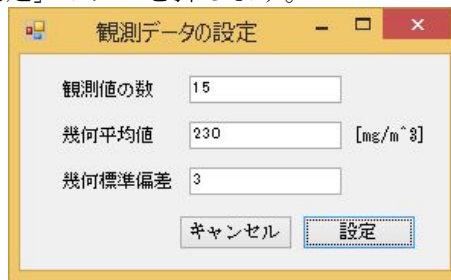 観測データの設定
観測値の数 15
幾何平均値 230 [mg/m^3]
幾何標準偏差 3
キャンセル 設定